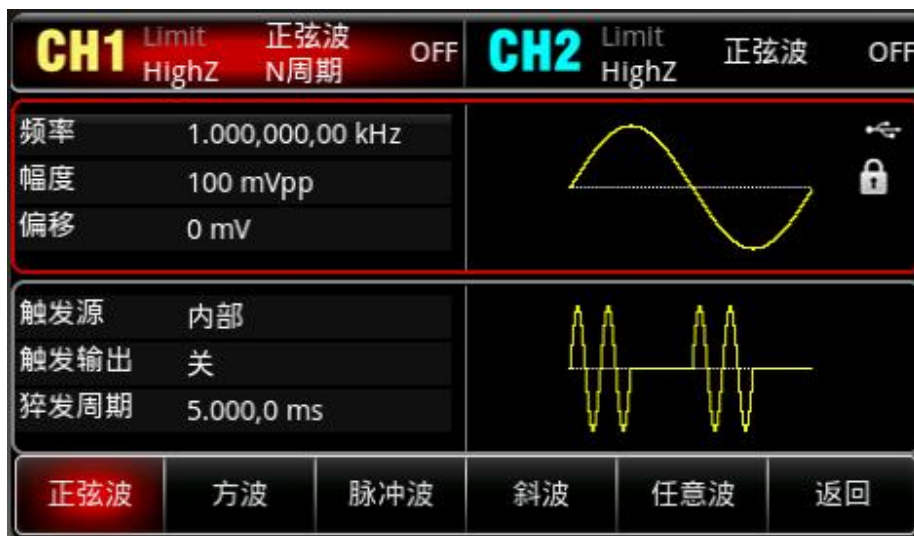 CH1 Limit 正弦波 OFF CH2 Limit 正弦波 OFF
HighZ N周期 HighZ
频率 1.000,000,00 kHz
幅度 100 mVpp
偏移 0 mV
触发源 内部
触发输出 关
猝发周期 5.000,0 ms
正弦波 方波 脉冲波 斜波 任意波 返回